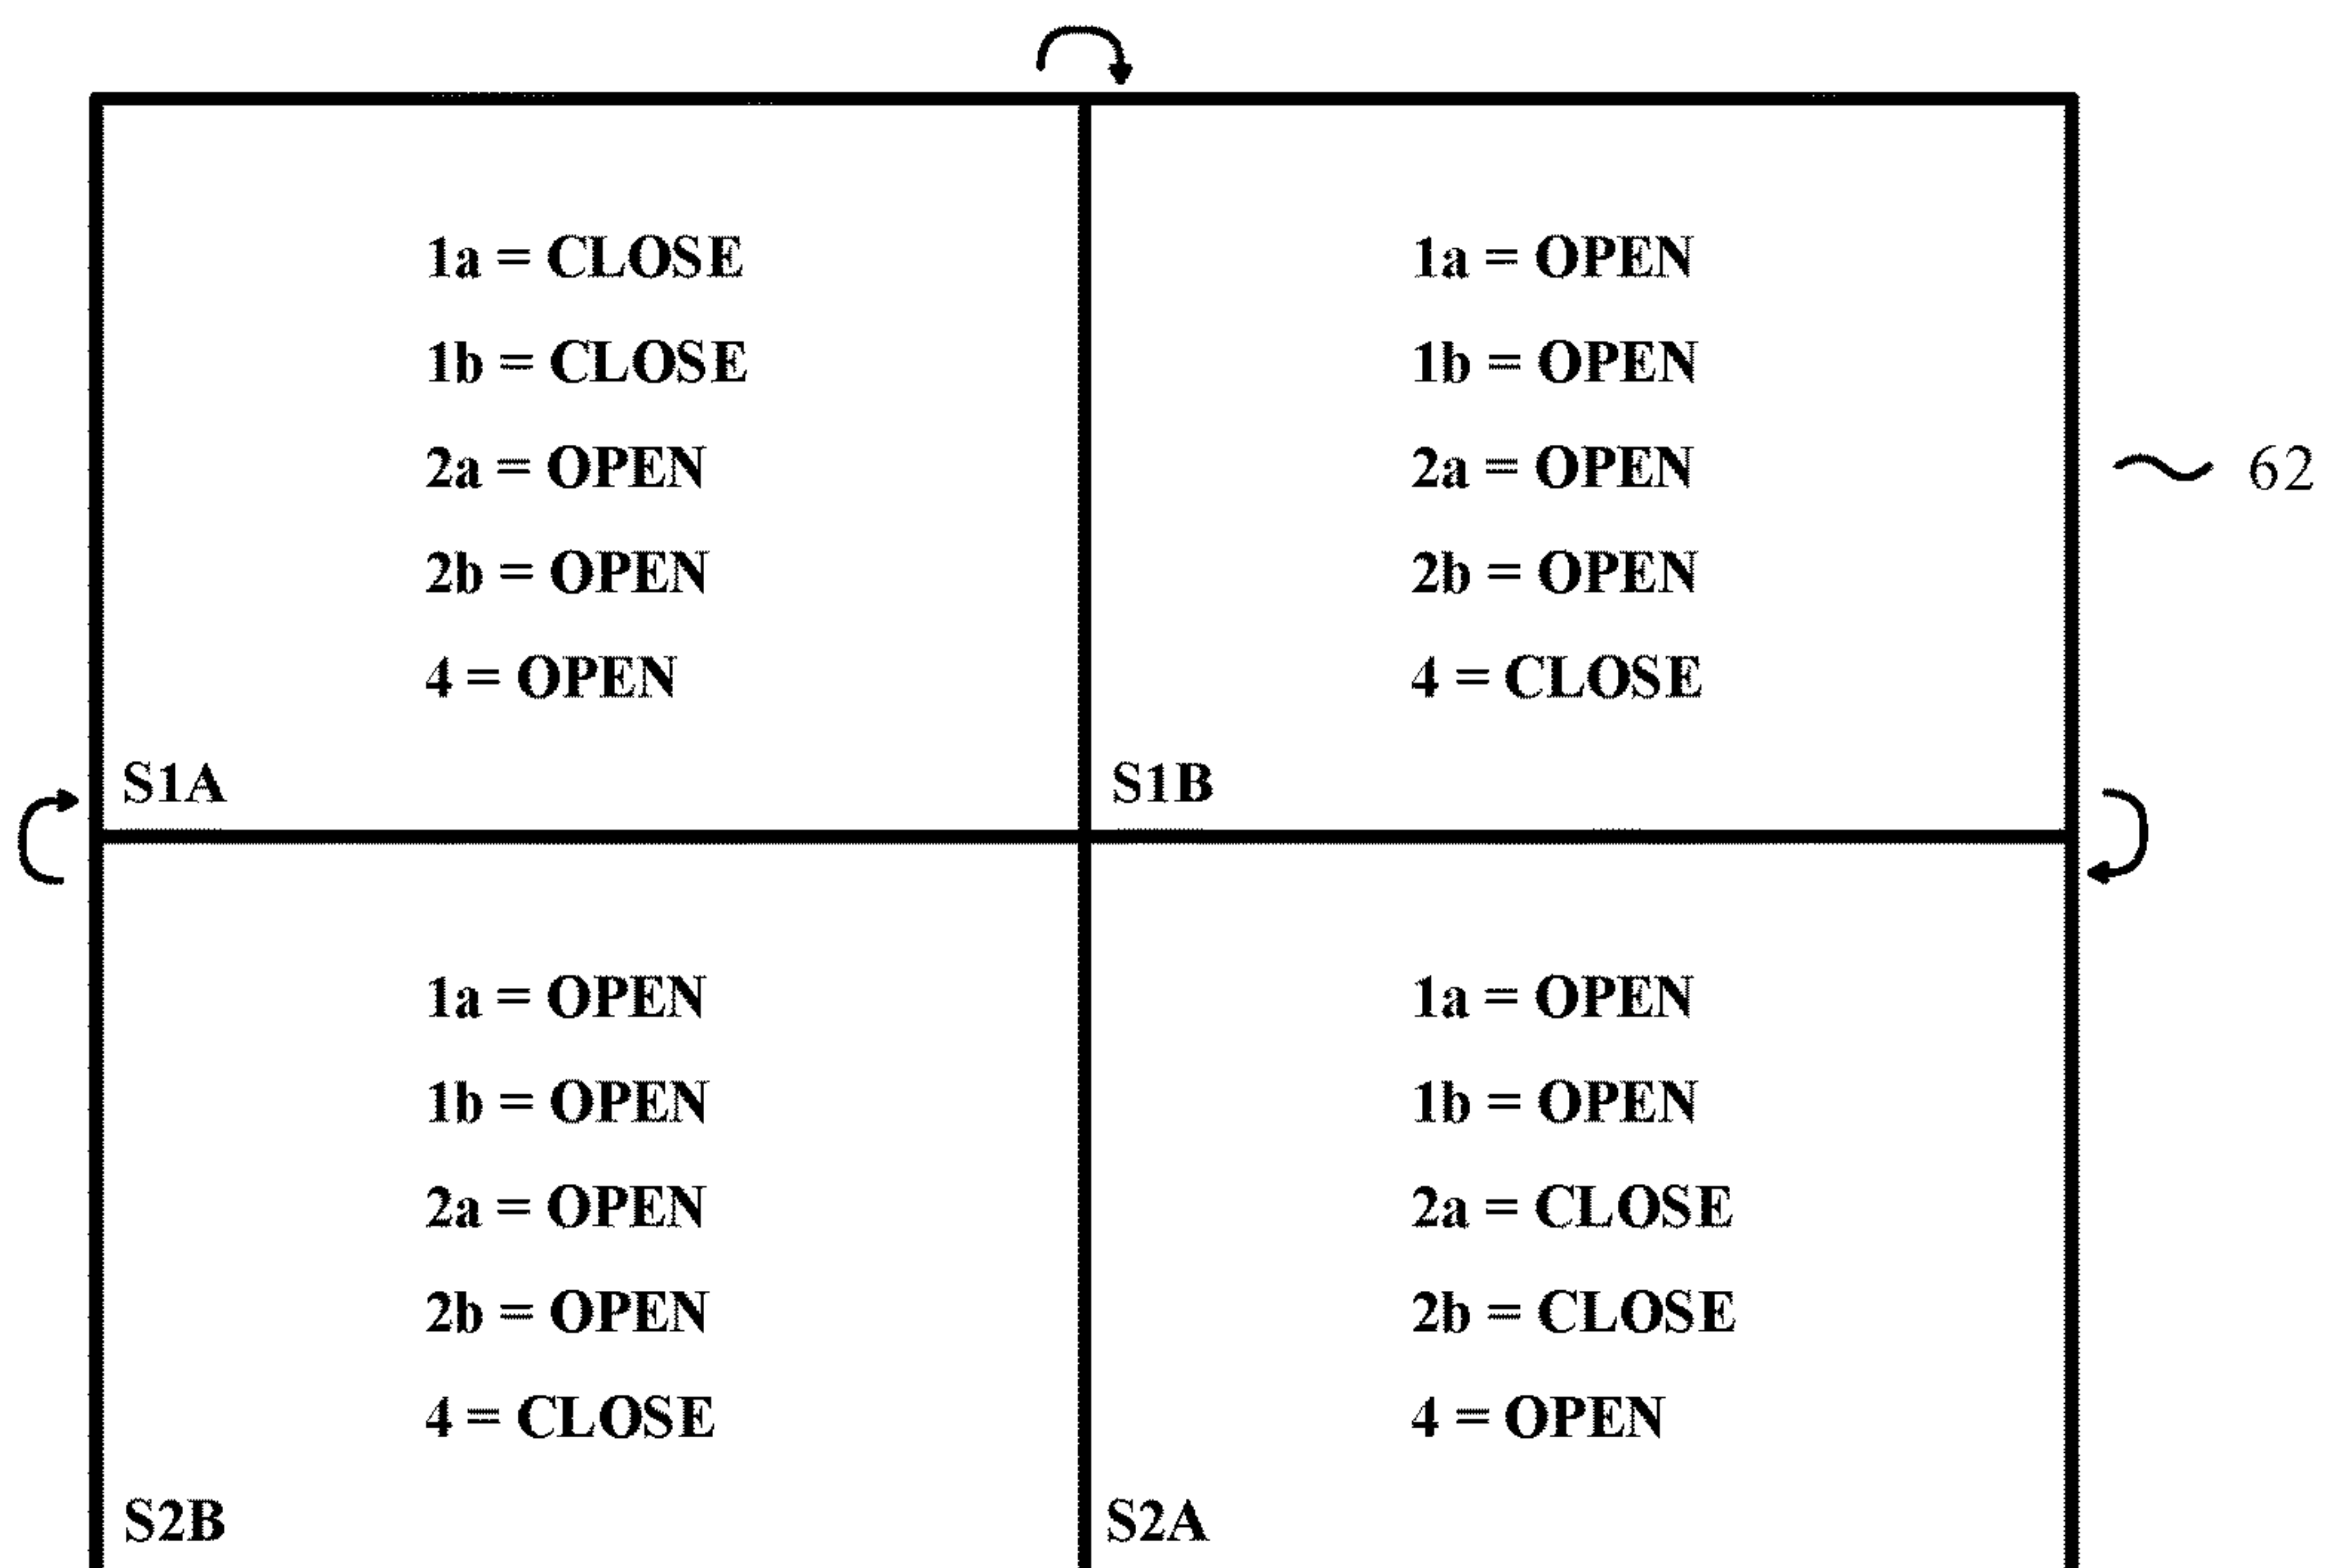 1a = CLOSE
1b = CLOSE
2a = OPEN
2b = OPEN
4 = OPEN
S1A
1a = OPEN
1b = OPEN
2a = OPEN
2b = OPEN
4 = CLOSE
S1B
62
1a = OPEN
1b = OPEN
2a = OPEN
2b = OPEN
4 = CLOSE
S2B
1a = OPEN
1b = OPEN
2a = CLOSE
2b = CLOSE
4 = OPEN
S2A